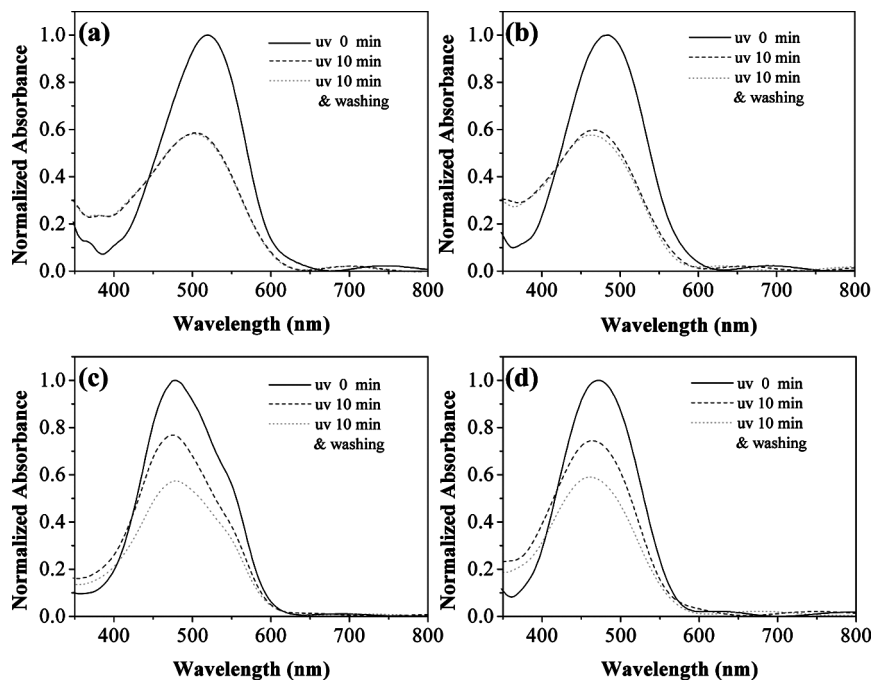 (a)
uv 0 min
uv 10 min
uv 10 min
& washing
1.0
0.8
0.6
0.4
0.2
0.0
Normalized Absorbance
400 500 600 700 800
Wavelength (nm)
(b)
uv 0 min
uv 10 min
uv 10 min
& washing
1.0
0.8
0.6
0.4
0.2
0.0
Normalized Absorbance
400 500 600 700 800
Wavelength (nm)
(c)
uv 0 min
uv 10 min
uv 10 min
& washing
1.0
0.8
0.6
0.4
0.2
0.0
Normalized Absorbance
400 500 600 700 800
Wavelength (nm)
(d)
uv 0 min
uv 10 min
uv 10 min
& washing
1.0
0.8
0.6
0.4
0.2
0.0
Normalized Absorbance
400 500 600 700 800
Wavelength (nm)